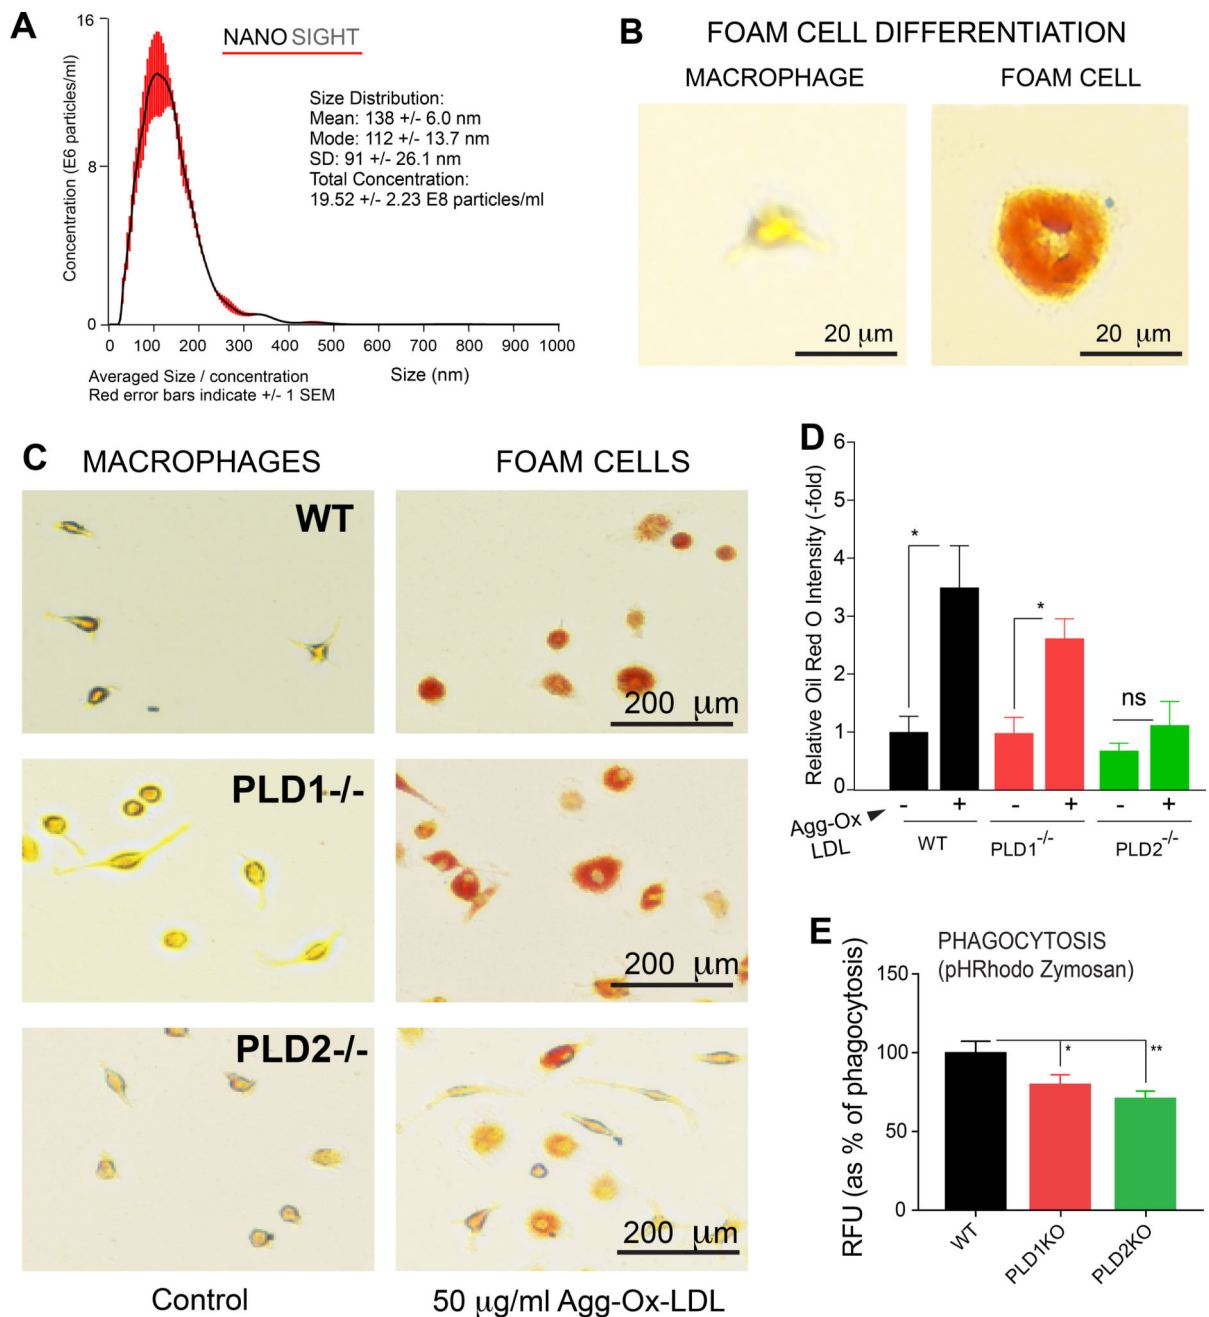 A
16
NANOSIGHT
Size Distribution:
Mean: 138 +/- 6.0 nm
Mode: 112 +/- 13.7 nm
SD: 91 +/- 26.1 nm
Total Concentration:
19.52 +/- 2.23 E8 particles/ml
Concentration (E6 particles/ml)
8
0
0 100 200 300 400 500 600 700 800 900 1000
Size (nm)
Averaged Size / concentration
Red error bars indicate +/- 1 SEM
B
FOAM CELL DIFFERENTIATION
MACROPHAGE FOAM CELL
20 μm 20 μm
C
MACROPHAGES FOAM CELLS
WT
200 μm
PLD1-/-
200 μm
PLD2-/-
200 μm
Control 50 μg/ml Agg-Ox-LDL
D
Relative Oil Red O Intensity (-fold)
6
5
4
3
2
1
0
* * ns
- + - + - +
Agg-Ox
LDL
WT PLD1-/- PLD2-/-
E
PHAGOCYTOSIS
(pHRhodo Zymosan)
RFU (as % of phagocytosis)
150
100
50
0
* **
WT PLD1KO PLD2KO